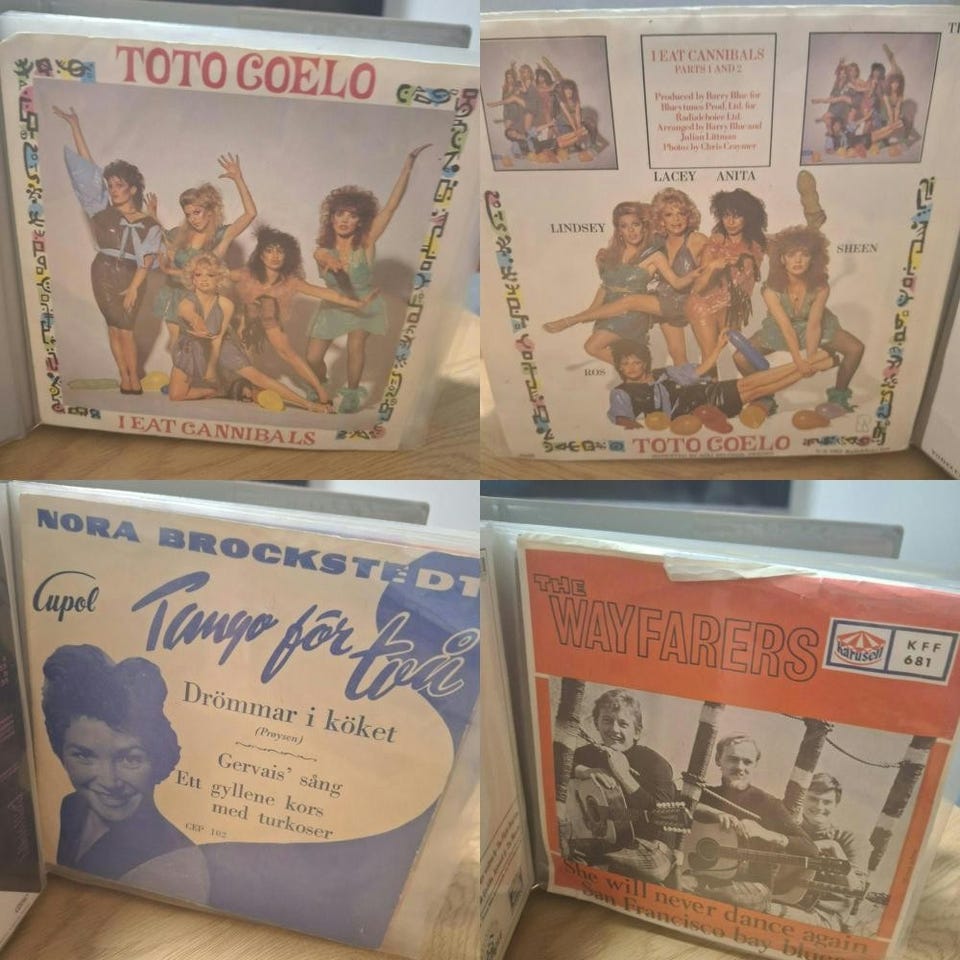 TOTO COELO
I EAT CANNIBALS
I EAT CANNIBALS
PARTS 1 AND 2
Produced by Barry Blue for
Bluey tunes Prod. Ltd. for
Radialchoice Ltd.
Arranged by Barry Blue and
Julian Littman
Photos by Chris Craymer
LACEY ANITA
LINDSEY
SHEEN
ROS
TOTO COELO
NORA BROCKSTEDT
Cupol
Tango för två
Drömmar i köket
(Prøysen)
Gervais' sång
Ett gyllene kors
med turkoser
CEP 102
THE
WAYFARERS
Karusell
KFF
681
She will never dance again
San Francisco bay blues